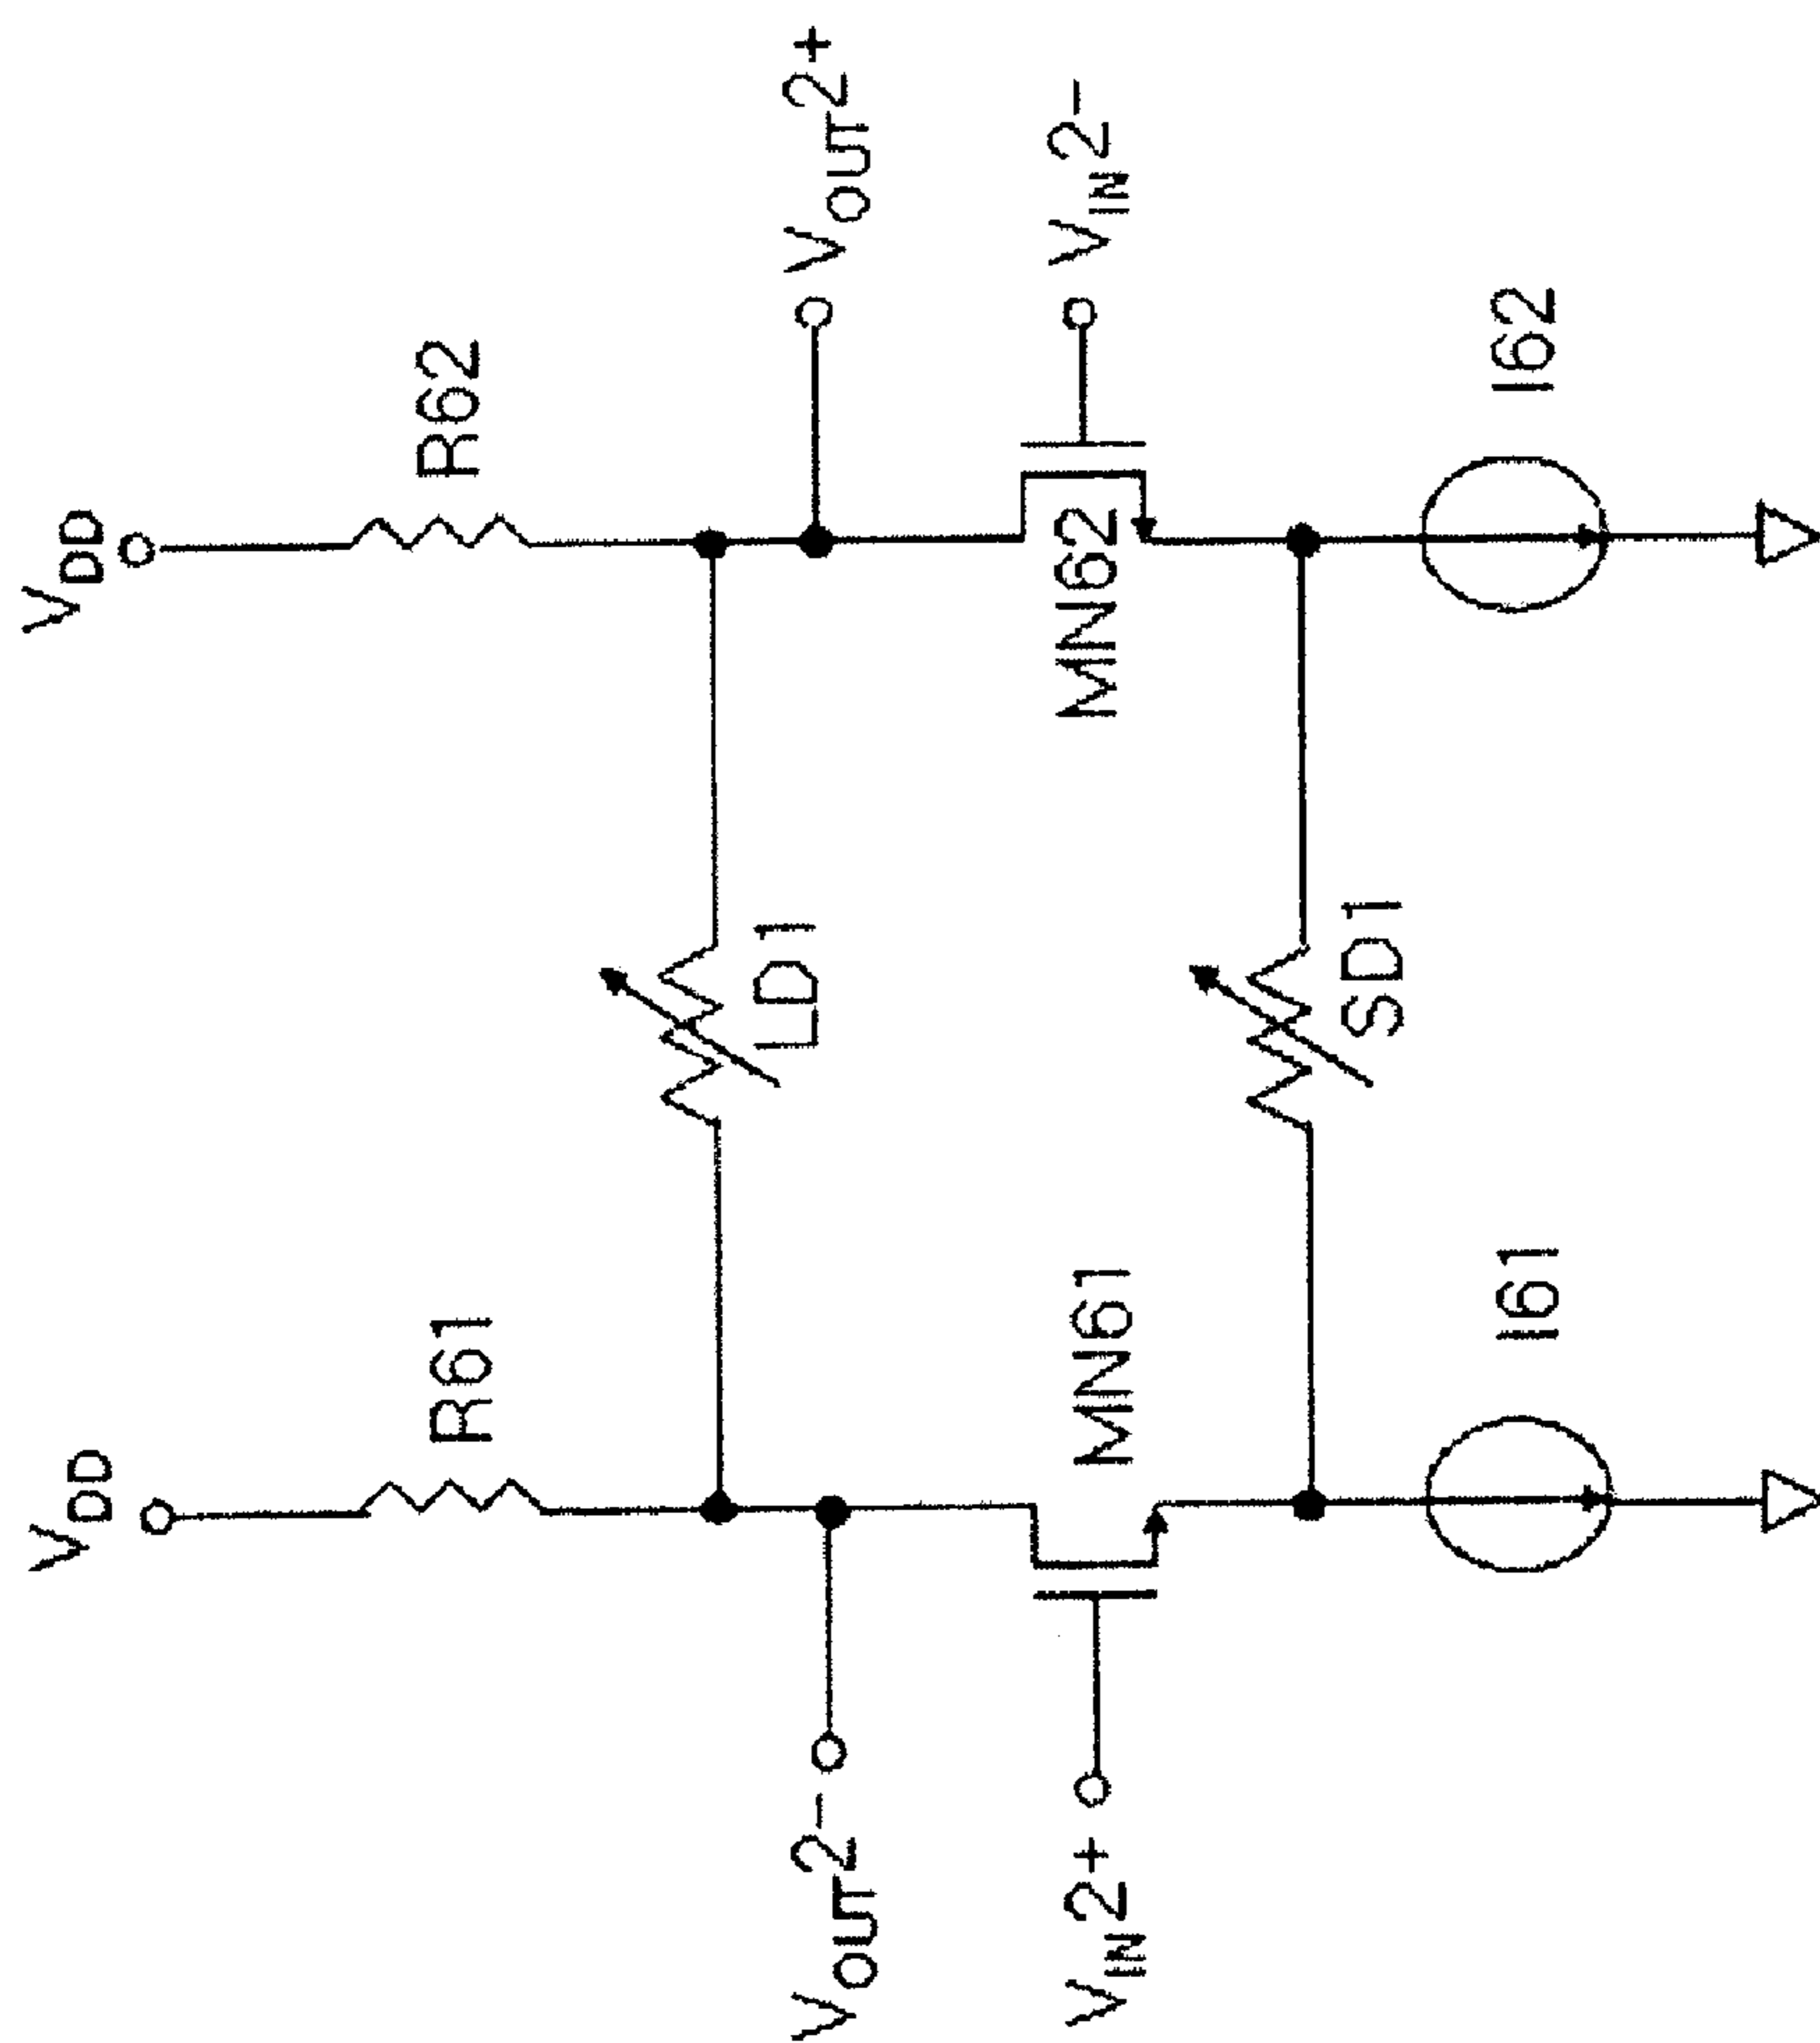 VDD
VDD
R61
R62
LD1
VOUT2-
VOUT2+
VIN2+
MN61
MN62
VIN2-
SD1
I61
I62